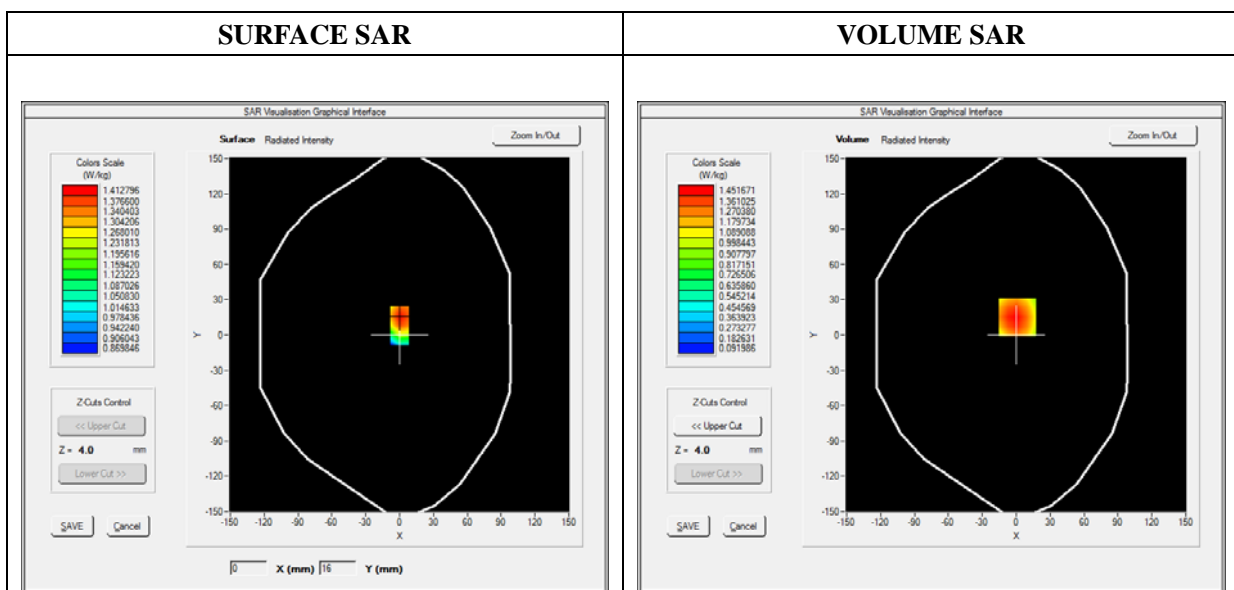 SURFACE SAR
SAR Visualisation Graphical Interface
Surface Radiated Intensity
Zoom In/Out
Colors Scale
(W/kg)
1.412796
1.376600
1.340403
1.304206
1.268010
1.231813
1.195616
1.159420
1.123223
1.087026
1.050830
1.014633
0.978436
0.942240
0.906043
0.869846
Z-Cuts Control
<< Upper Cut
Z = 4.0 mm
Lower Cut >>
SAVE Cancel
150
120
90
60
30
0
-30
-60
-90
-120
-150
Y
-150 -120 -90 -60 -30 0 30 60 90 120 150
X
0 X (mm) 16 Y (mm)
VOLUME SAR
SAR Visualisation Graphical Interface
Volume Radiated Intensity
Zoom In/Out
Colors Scale
(W/kg)
1.451671
1.361025
1.270380
1.179734
1.089088
0.998443
0.907797
0.817151
0.726506
0.635860
0.545214
0.454569
0.363923
0.273277
0.182631
0.091986
Z-Cuts Control
<< Upper Cut
Z = 4.0 mm
Lower Cut >>
SAVE Cancel
150
120
90
60
30
0
-30
-60
-90
-120
-150
Y
-150 -120 -90 -60 -30 0 30 60 90 120 150
X